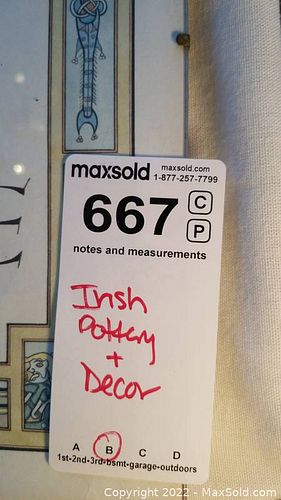 maxsold maxsold.com
1-877-257-7799
667 C
P
notes and measurements
Irish
Pottery
+
Decor
A B C D
1st-2nd-3rd-bsmt-garage-outdoors
Copyright © 2022 - MaxSold.com